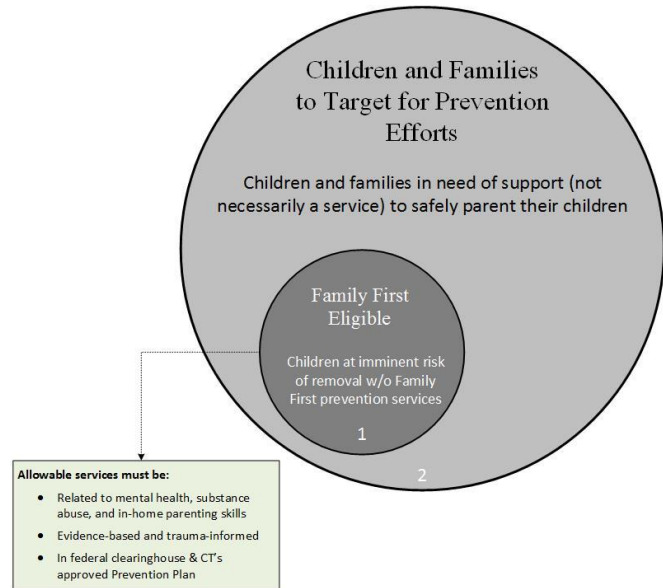 Children and Families
to Target for Prevention
Efforts
Children and families in need of support (not
necessarily a service) to safely parent their children
Family First
Eligible
Children at imminent risk
of removal w/o Family
First prevention services
1
2
Allowable services must be:
• Related to mental health, substance
abuse, and in-home parenting skills
• Evidence-based and trauma-informed
• In federal clearinghouse & CT's
approved Prevention Plan